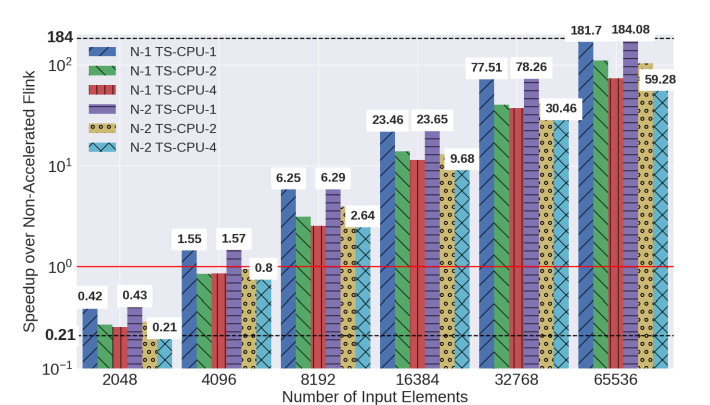 184
10²
10¹
10⁰
0.21
10⁻¹
Speedup over Non-Accelerated Flink
N-1 TS-CPU-1
N-1 TS-CPU-2
N-1 TS-CPU-4
N-2 TS-CPU-1
N-2 TS-CPU-2
N-2 TS-CPU-4
0.42 0.43 0.21
1.55 1.57 0.8
6.25 6.29 2.64
23.46 23.65 9.68
77.51 78.26 30.46
181.7 184.08 59.28
2048 4096 8192 16384 32768 65536
Number of Input Elements